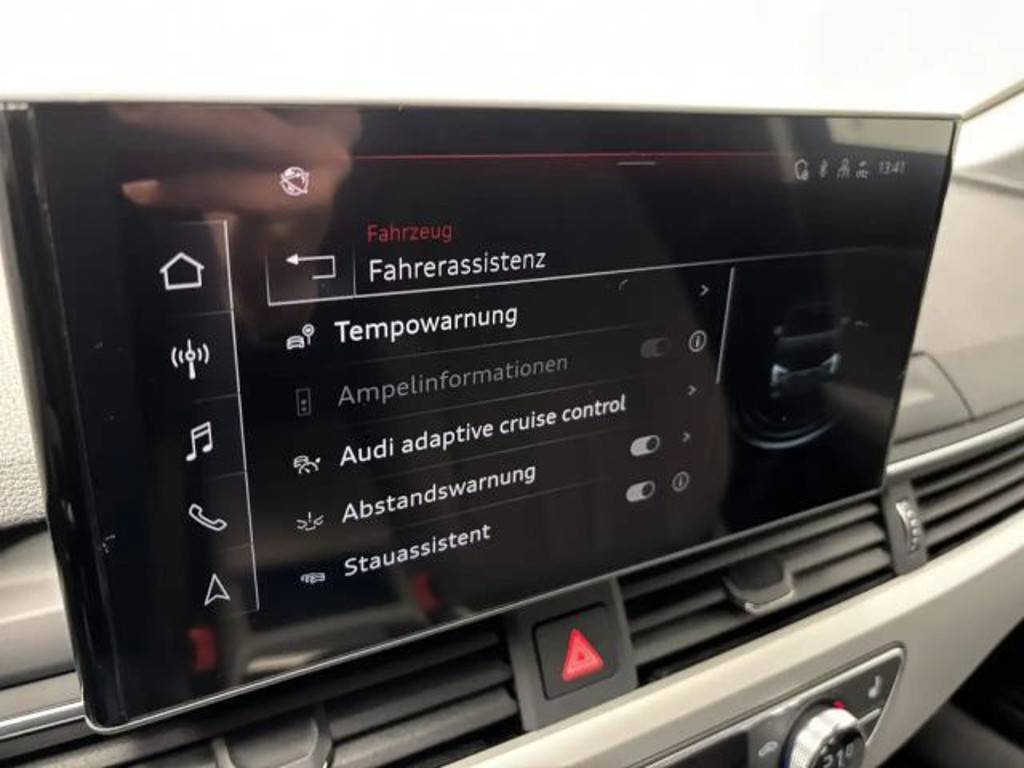 13:41
Fahrzeug
Fahrerassistenz
Tempowarnung
Ampelinformationen
Audi adaptive cruise control
Abstandswarnung
Stauassistent